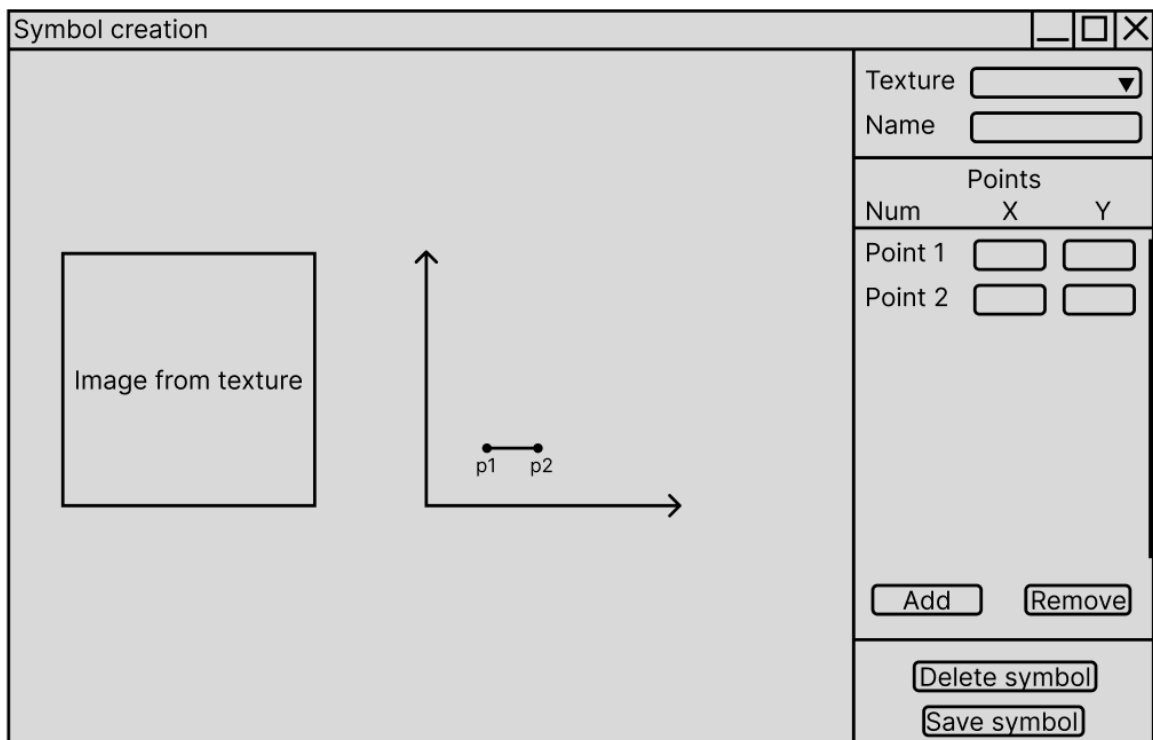 Symbol creation
Texture
Name
Points
Num X Y
Point 1
Point 2
Image from texture
p1 p2
Add Remove
Delete symbol
Save symbol